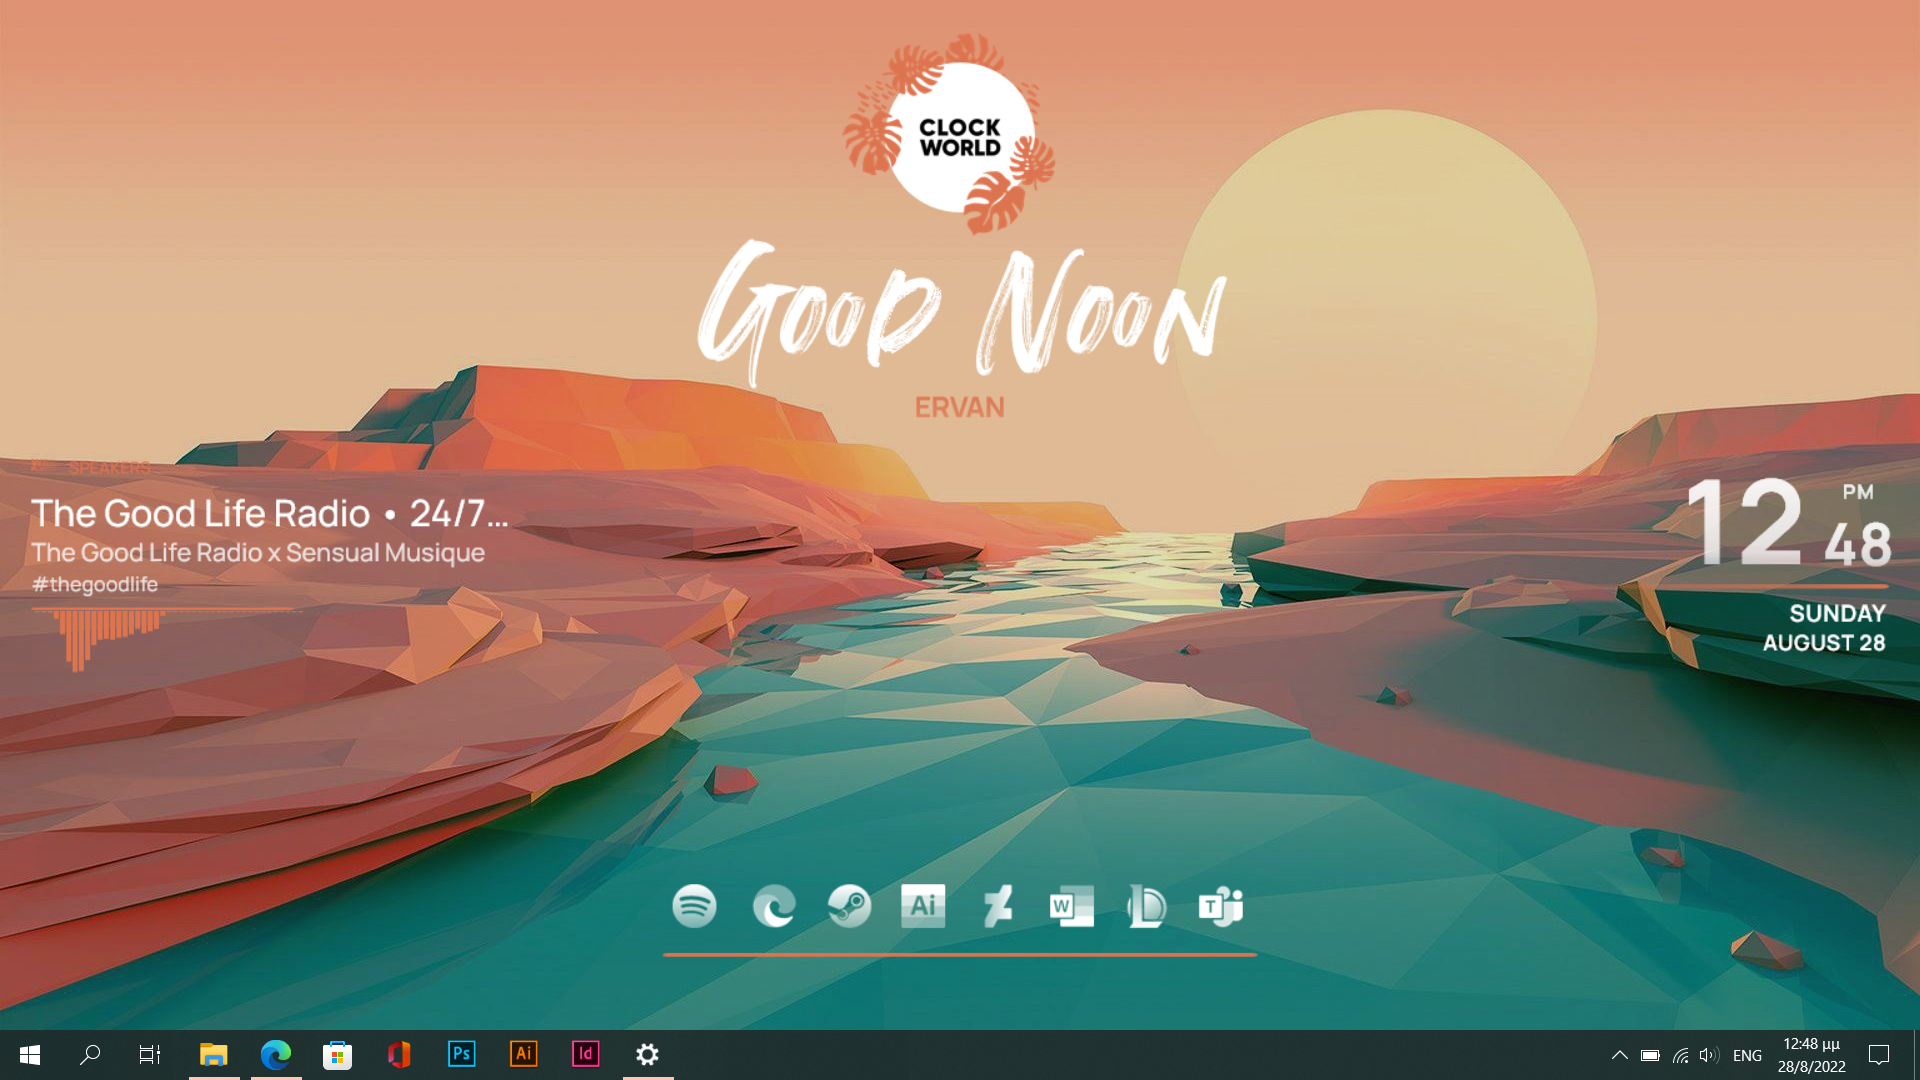 CLOCK
WORLD
GOOD NOON
ERVAN
SPEAKERS
The Good Life Radio • 24/7...
The Good Life Radio x Sensual Musique
#thegoodlife
12 PM
48
SUNDAY
AUGUST 28
Ai
W
T
Ps
Ai
Id
ENG
12:48 μμ
28/8/2022